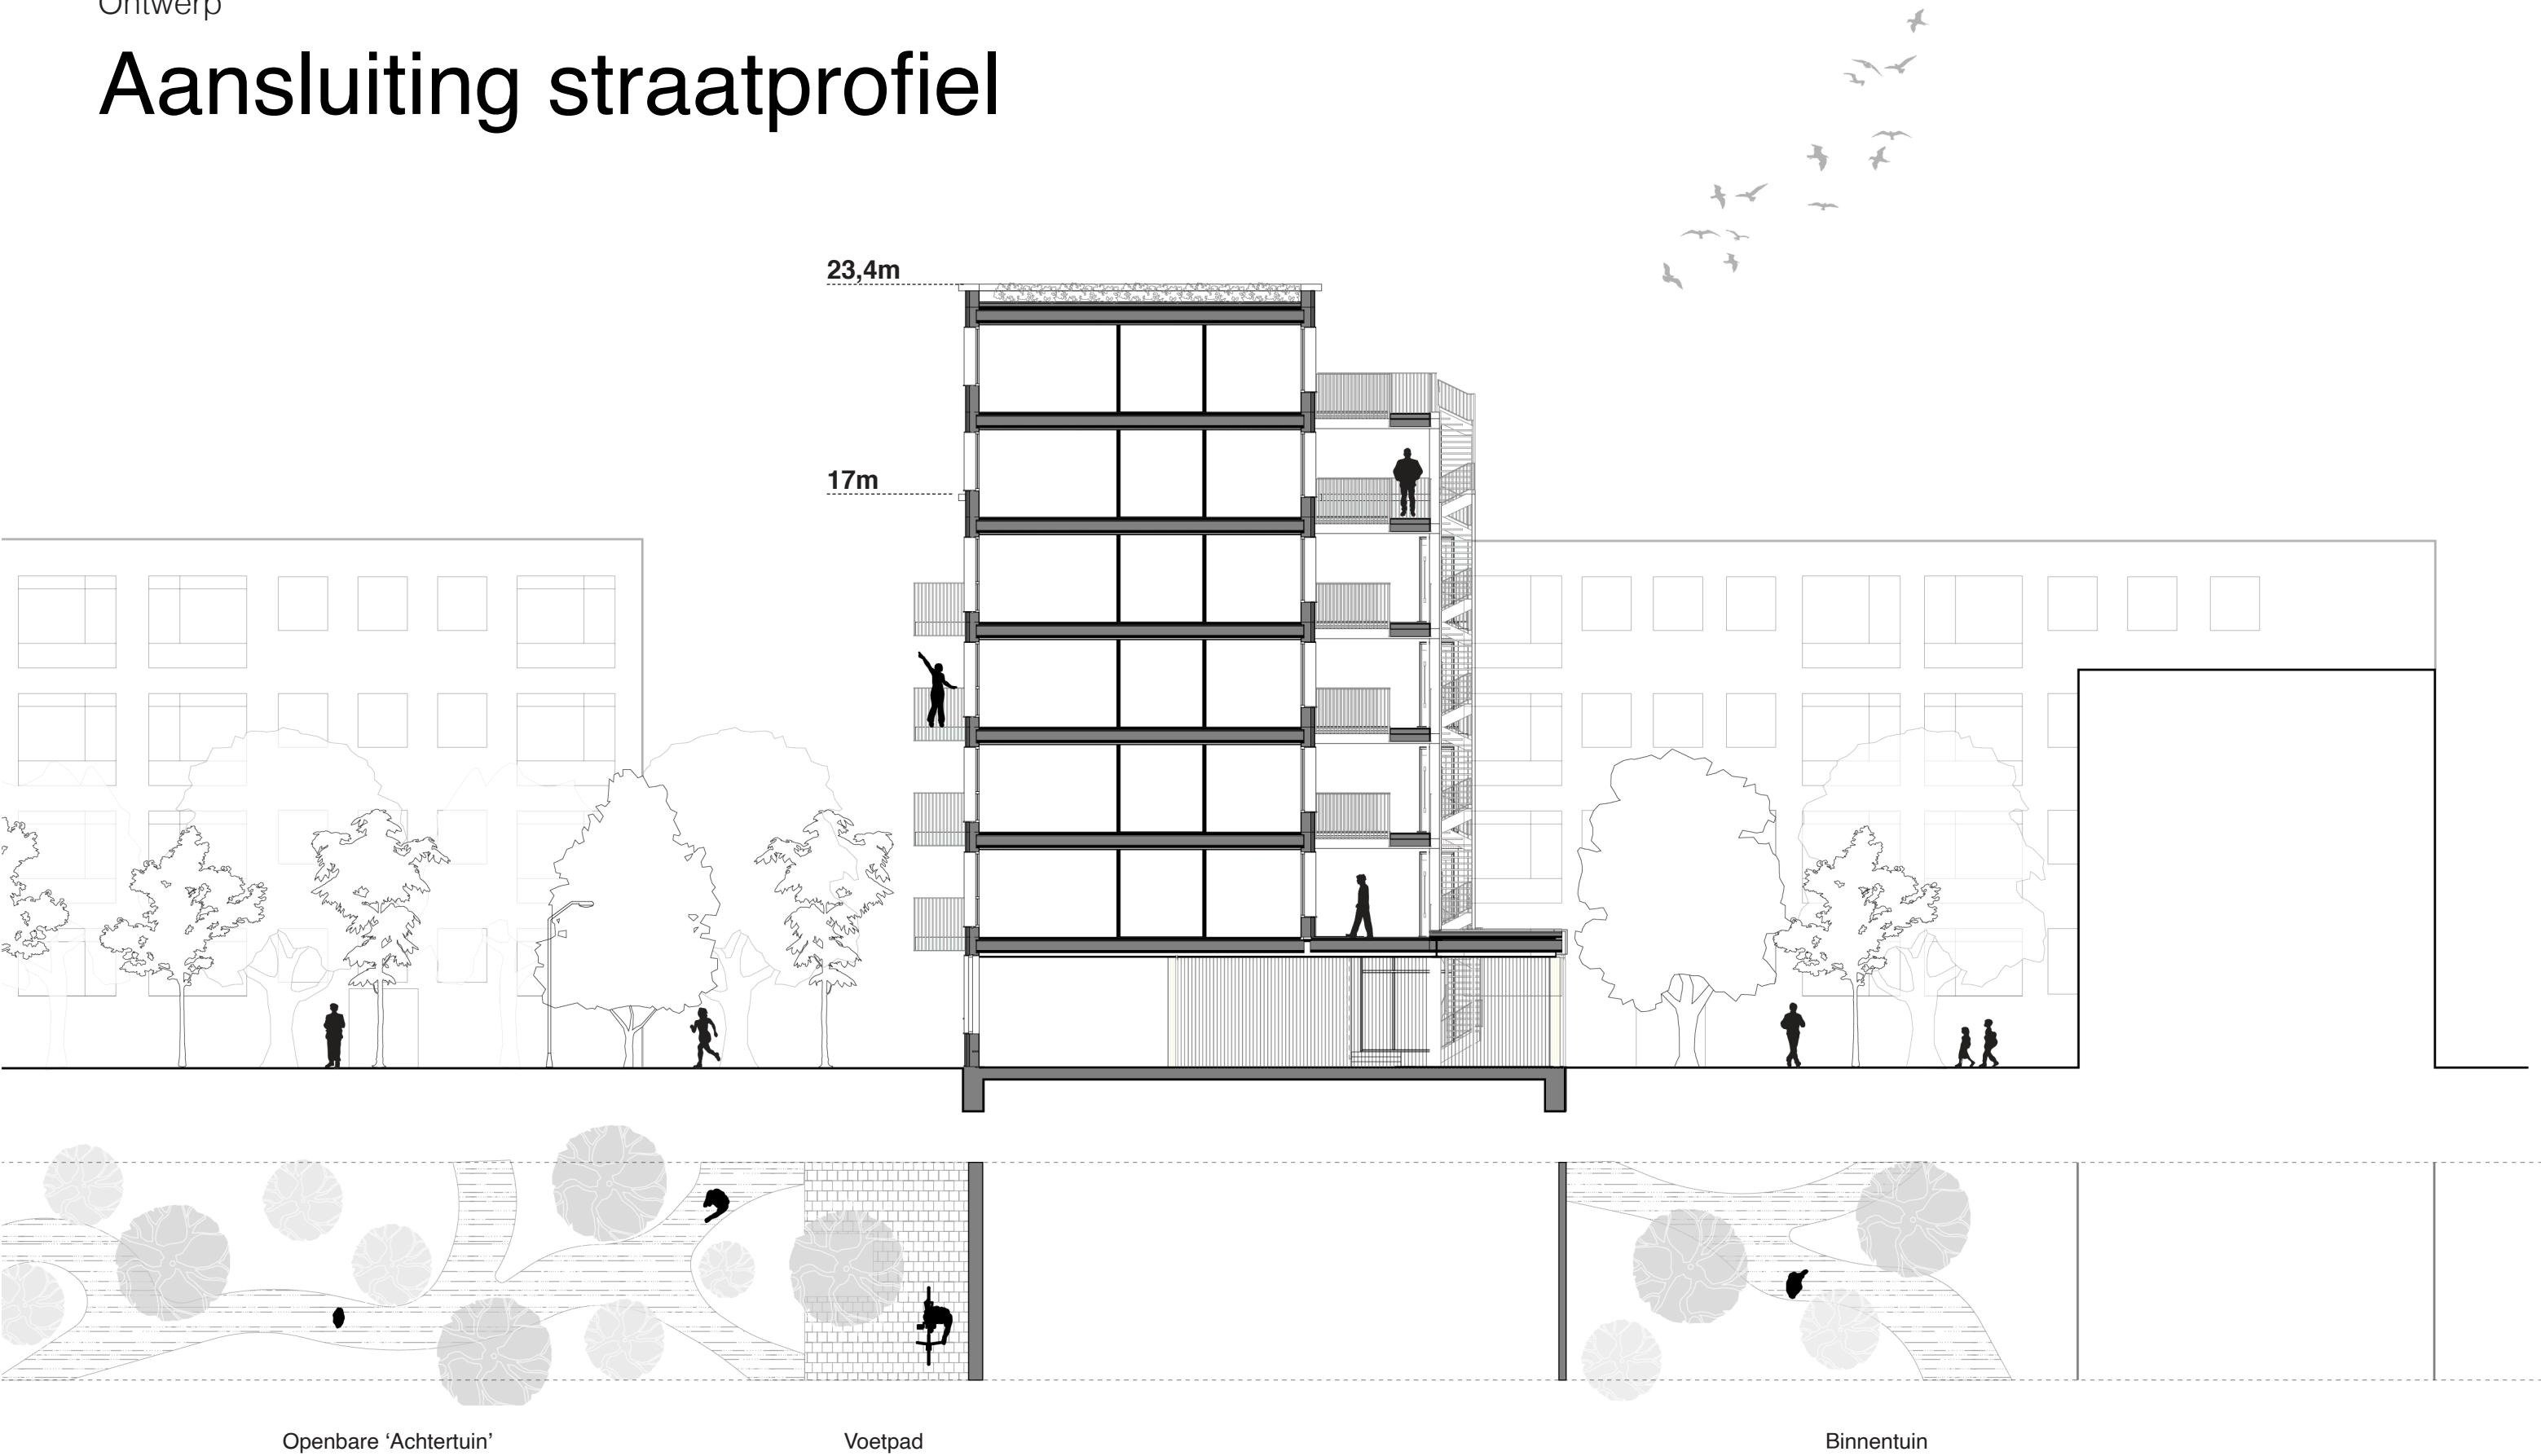 Ontwerp
Aansluiting straatprofiel
23,4m
17m
Openbare ‘Achtertuin’
Voetpad
Binnentuin